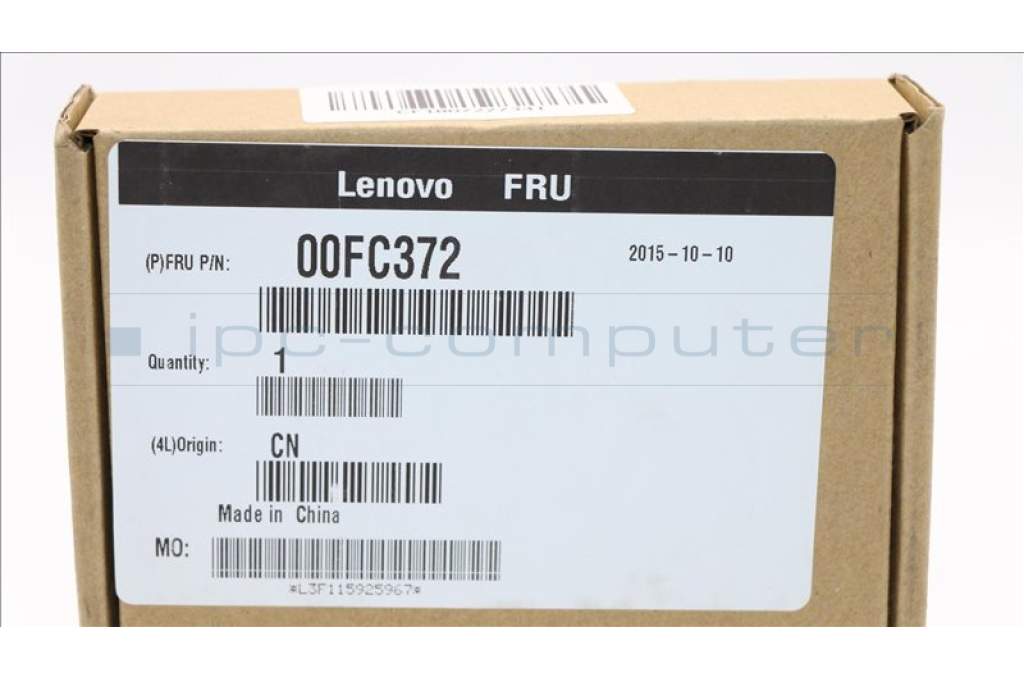 Lenovo FRU
(P)FRU P/N: 00FC372 2015-10-10
ipc-computer
Quantity: 1
(4L)Origin: CN
Made in China
MO:
*L3F115925967*